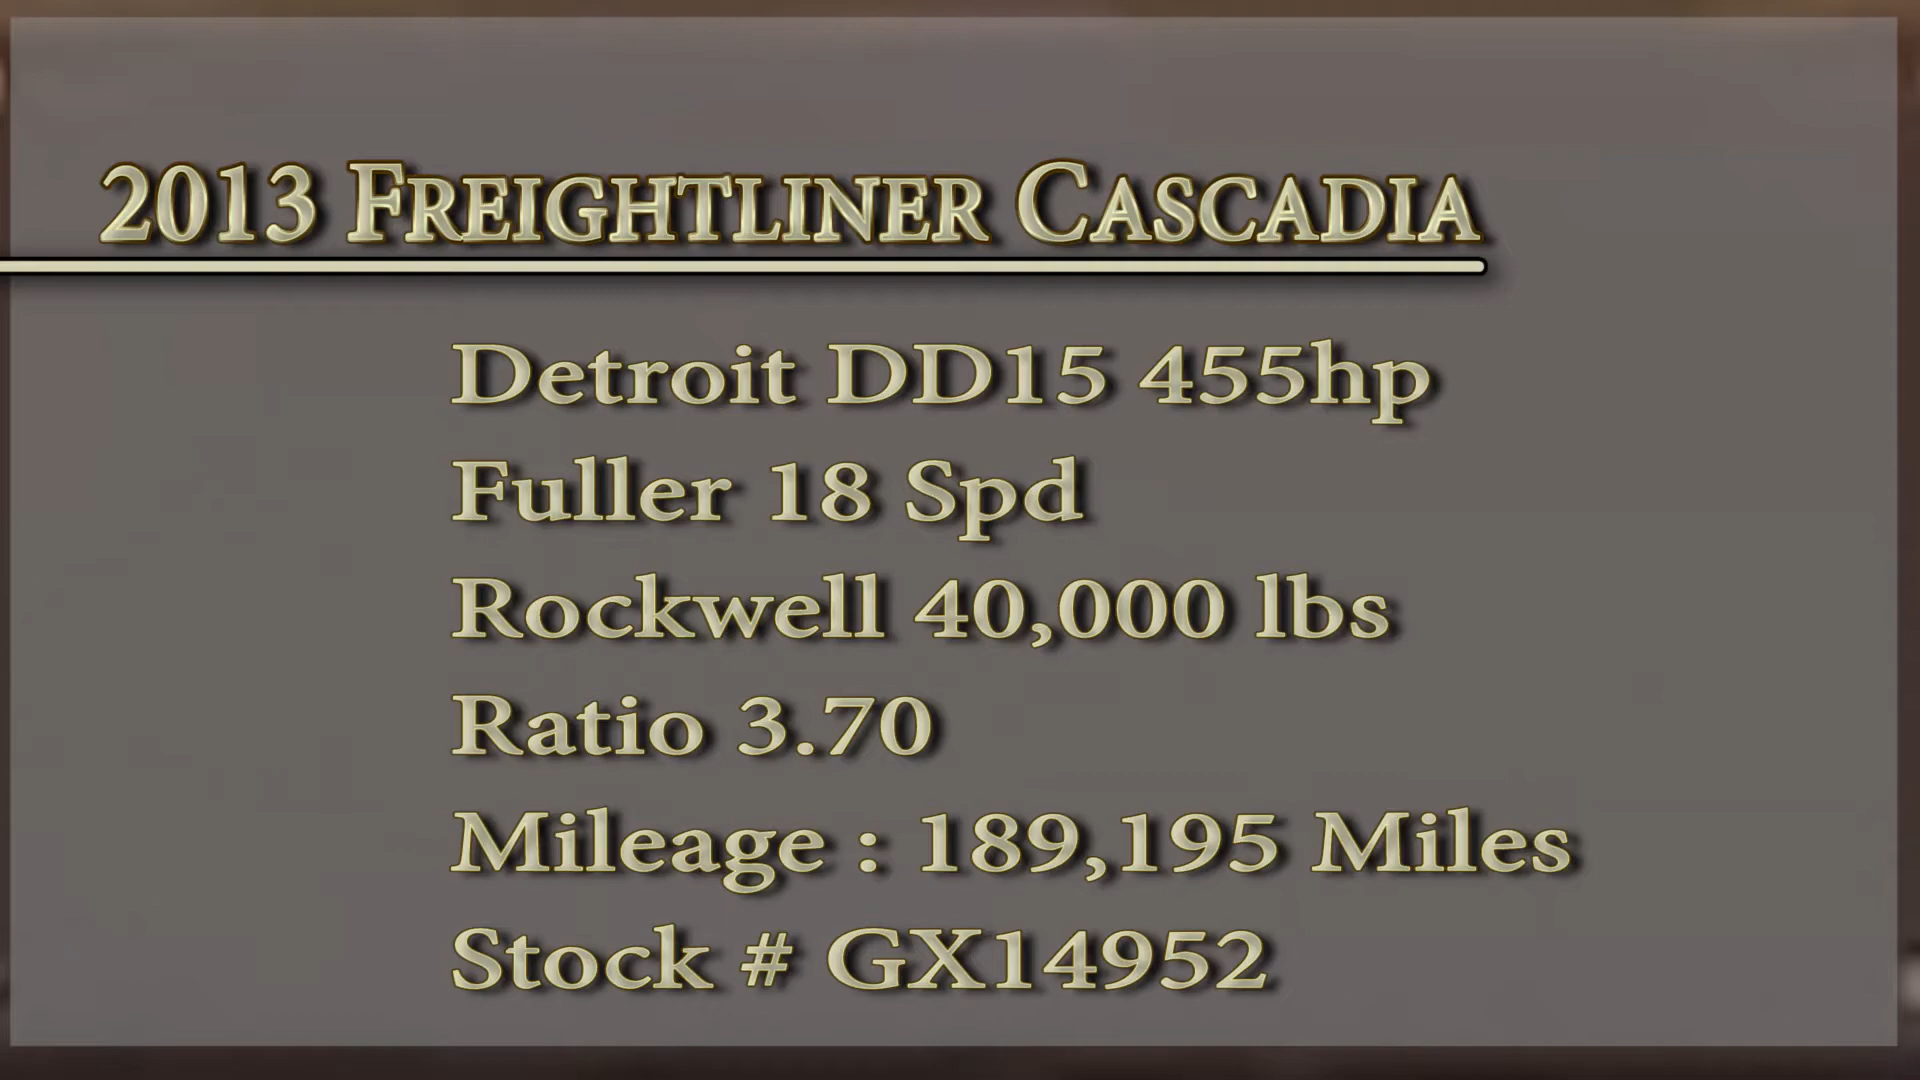 2013 Freightliner Cascadia
Detroit DD15 455hp
Fuller 18 Spd
Rockwell 40,000 lbs
Ratio 3.70
Mileage : 189,195 Miles
Stock # GX14952